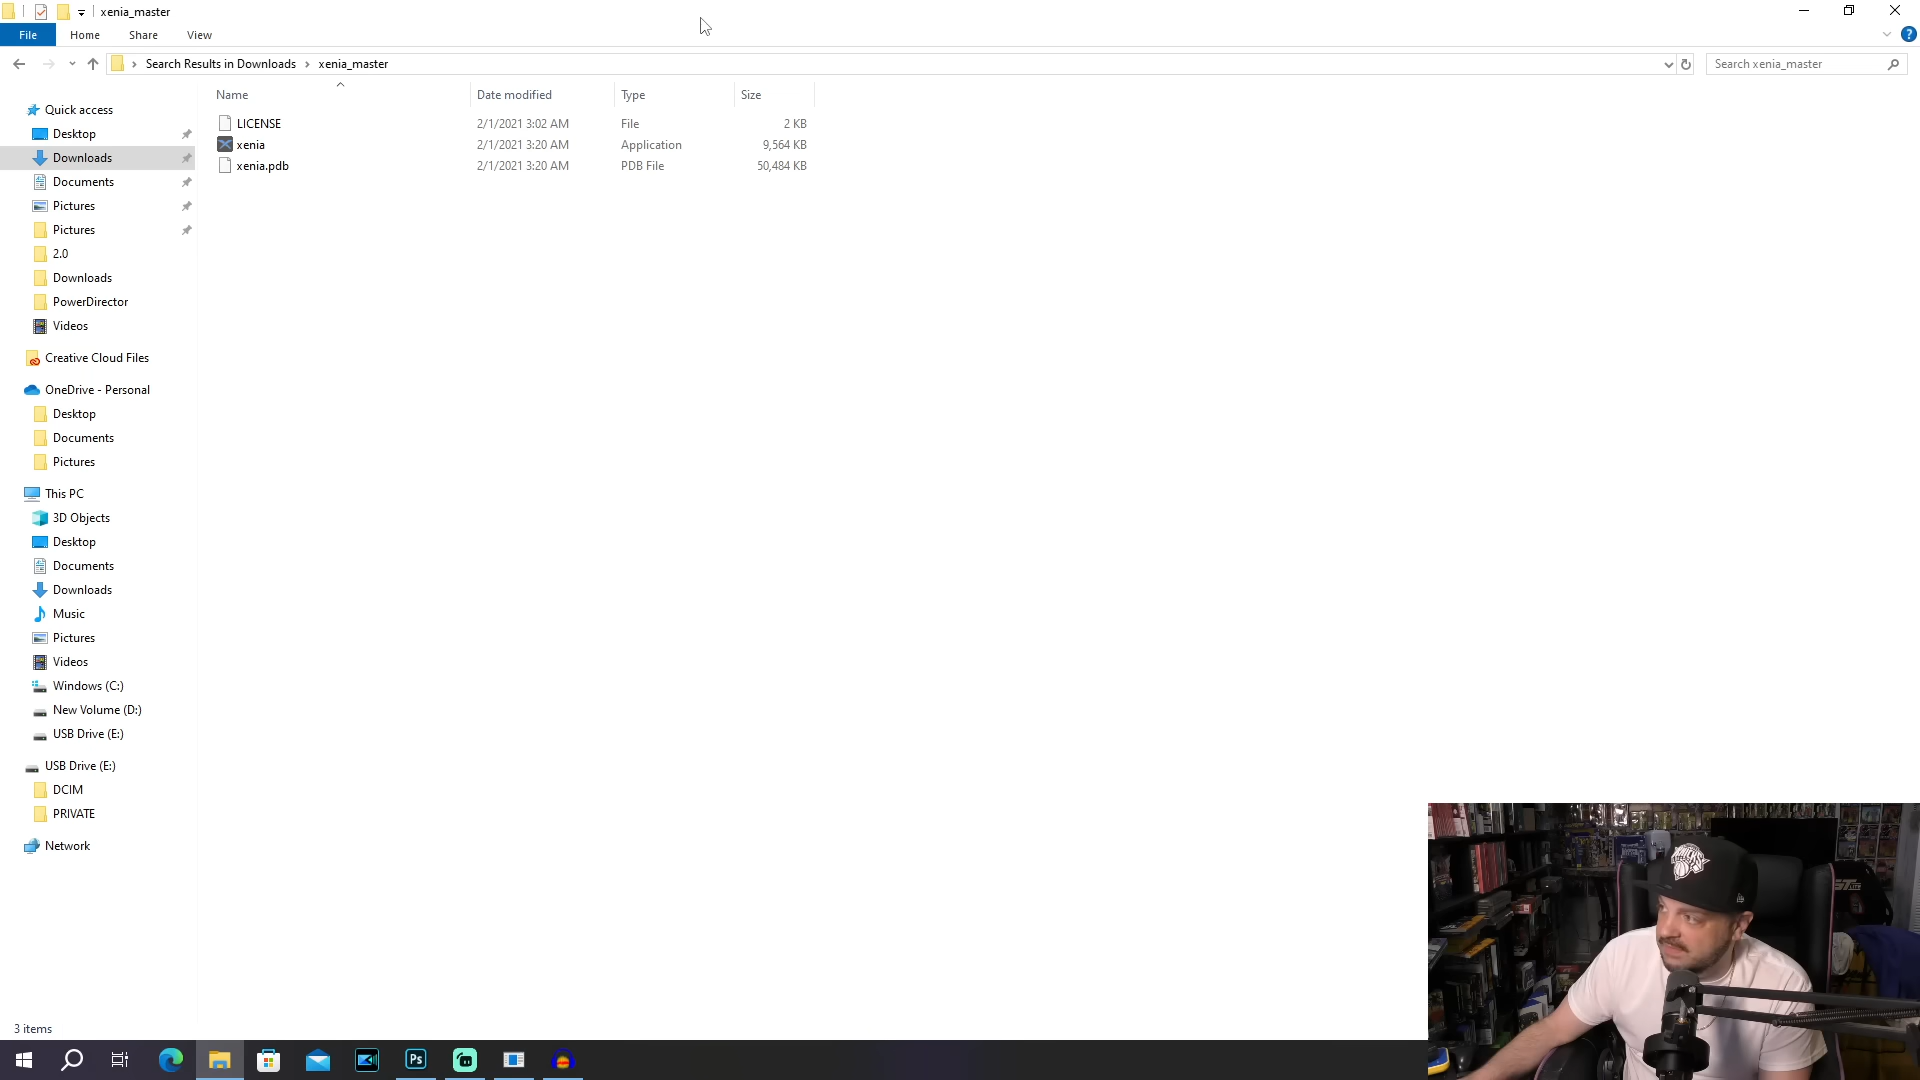 xenia_master
File Home Share View
Search Results in Downloads xenia_master Search xenia_master
Name Date modified Type Size
LICENSE 2/1/2021 3:02 AM File 2 KB
xenia 2/1/2021 3:20 AM Application 9,564 KB
xenia.pdb 2/1/2021 3:20 AM PDB File 50,484 KB
Quick access
Desktop
Downloads
Documents
Pictures
Pictures
2.0
Downloads
PowerDirector
Videos
Creative Cloud Files
OneDrive - Personal
Desktop
Documents
Pictures
This PC
3D Objects
Desktop
Documents
Downloads
Music
Pictures
Videos
Windows (C:)
New Volume (D:)
USB Drive (E:)
USB Drive (E:)
DCIM
PRIVATE
Network
3 items
Ps